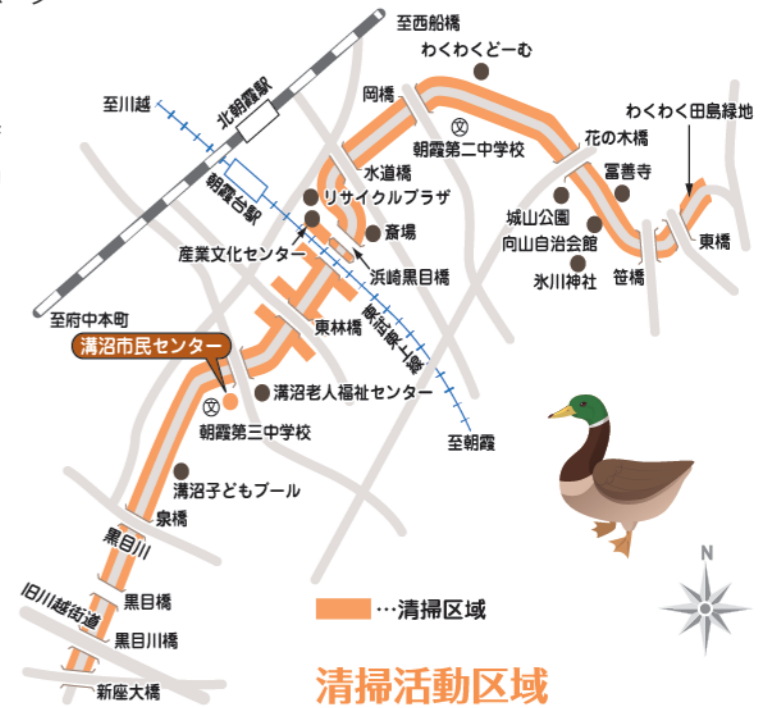 至西船橋
わくわくどーむ
北朝霞駅
岡橋
至川越
わくわく田島緑地
花の木橋
朝霞第二中学校
文
水道橋
冨善寺
朝霞台駅
リサイクルプラザ
城山公園
斎場
向山自治会館
東橋
産業文化センター
浜崎黒目橋
氷川神社
笹橋
至府中本町
東林橋
東武東上線
溝沼市民センター
溝沼老人福祉センター
文
朝霞第三中学校
至朝霞
溝沼子どもプール
泉橋
黒目川
N
旧川越街道
黒目橋
…清掃区域
黒目川橋
新座大橋
清掃活動区域